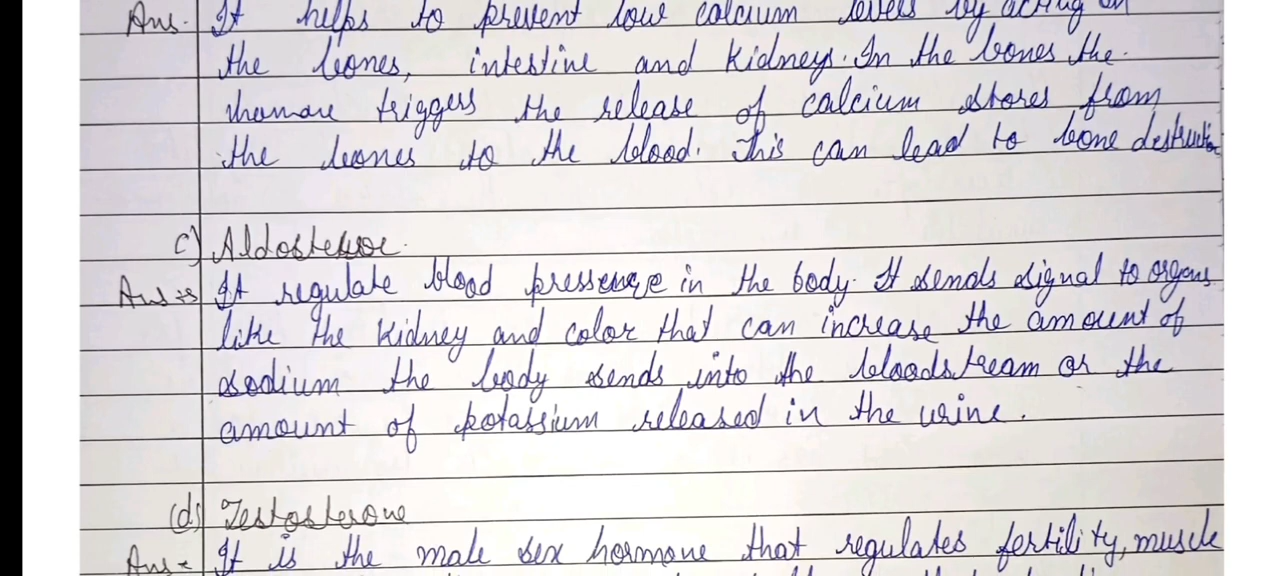 Ans. It helps to prevent low calcium levels by acting on
the bones, intestine and kidneys. In the bones the
triggers the release of calcium stores from
the bones to the blood. This can lead to bone destruction
c) Aldosterone.
Ans => It regulate blood pressure in the body. It sends signal to organs
like the kidney and color that can increase the amount of
sodium the body sends into the bloodstream or the
amount of potassium released in the urine.
(d) Testosterone
Ans - It is the male sex hormone that regulates fertility, muscle